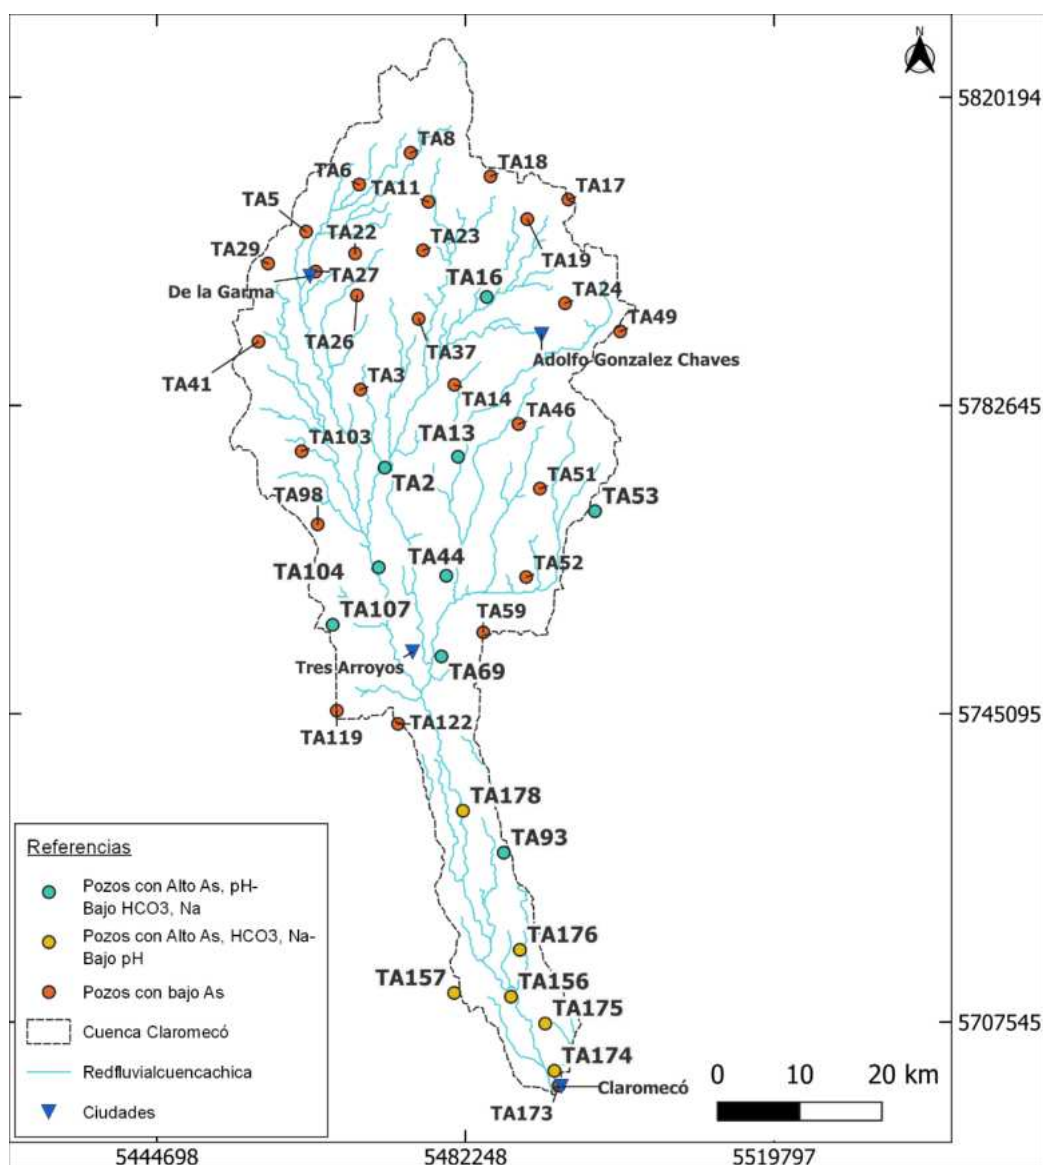 N
5820194
TA8
TA18
TA6
TA11
TA17
TA5
TA22
TA23
TA29
TA27
TA19
TA16
De la Garma
TA24
TA49
TA26
TA37
Adolfo Gonzalez Chaves
TA41
TA3
TA14
5782645
TA46
TA103
TA13
TA2
TA51
TA53
TA98
TA44
TA104
TA52
TA107
TA59
Tres Arroyos
TA69
5745095
TA119
TA122
TA178
TA93
TA176
TA157
TA156
TA175
5707545
TA174
Claromecó
TA173
Referencias
Pozos con Alto As, pH-
Bajo HCO3, Na
Pozos con Alto As, HCO3, Na-
Bajo pH
Pozos con bajo As
Cuenca Claromecó
Redfluvialcuencachica
Ciudades
0 10 20 km
5444698 5482248 5519797